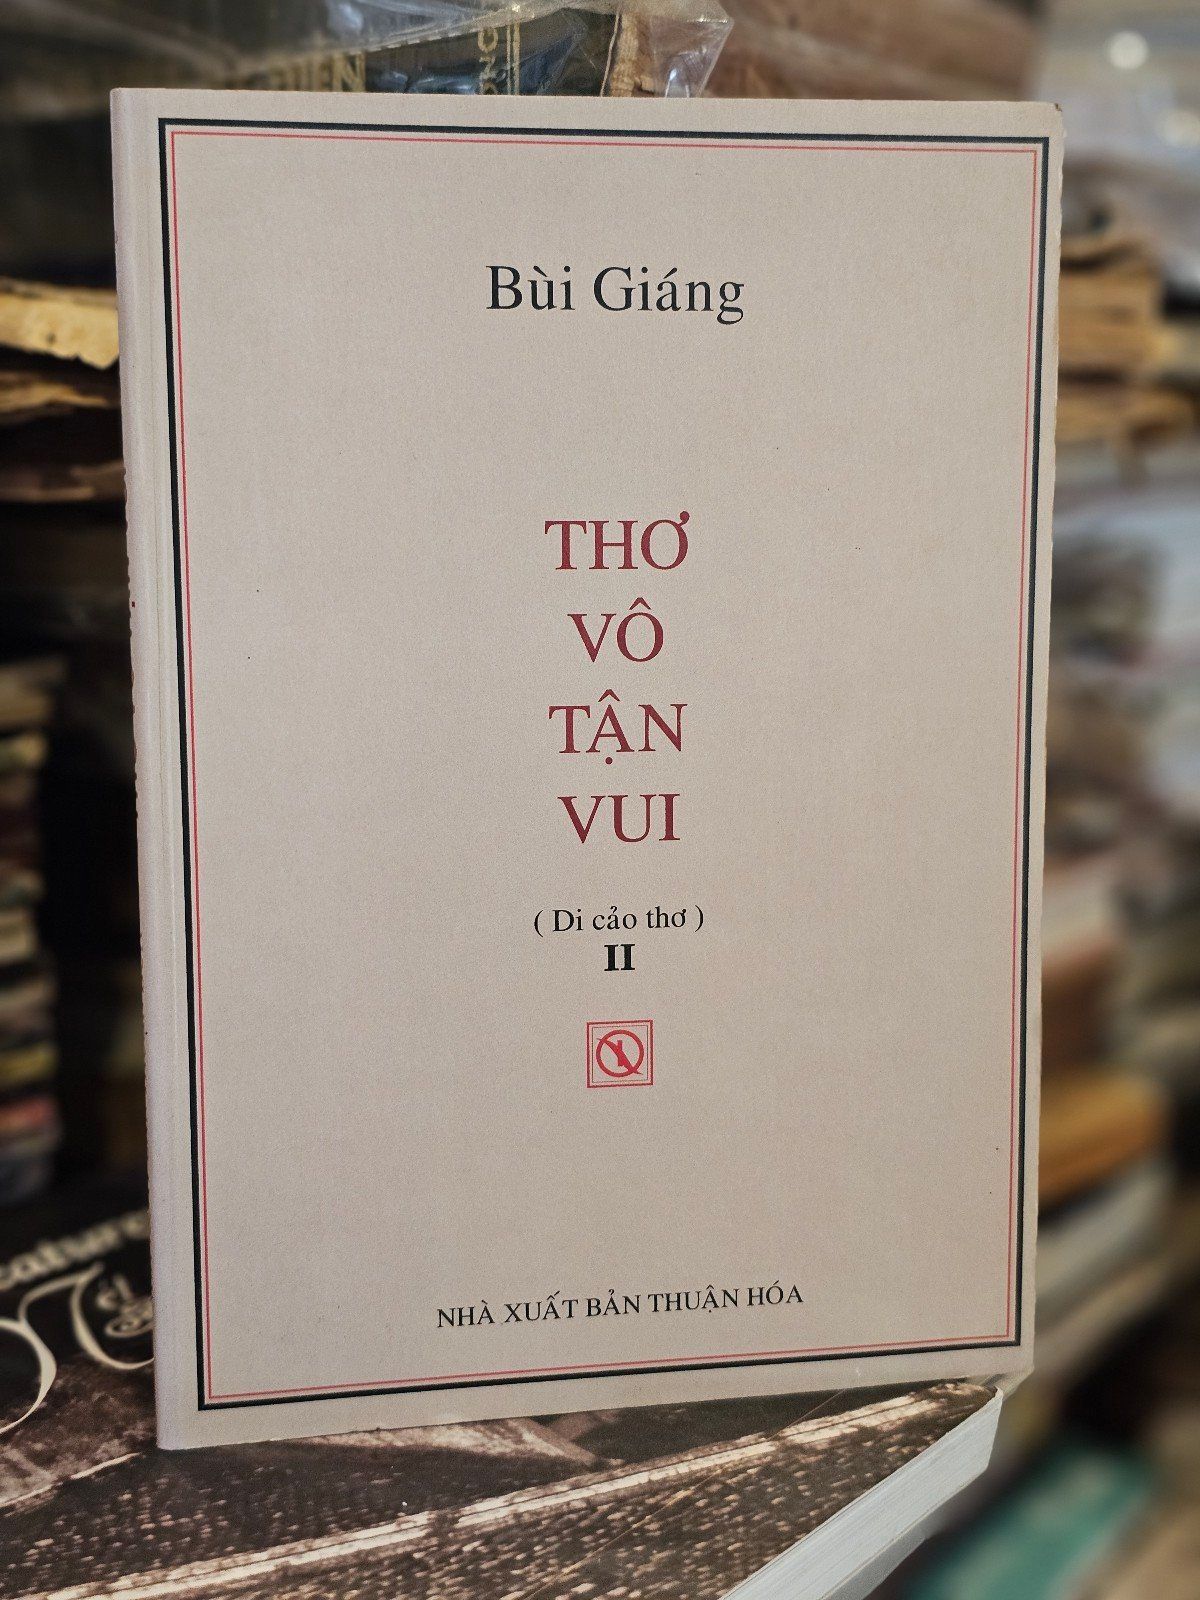 Bùi Giáng
THƠ
VÔ
TẬN
VUI
( Di cảo thơ )
II
NHÀ XUẤT BẢN THUẬN HÓA